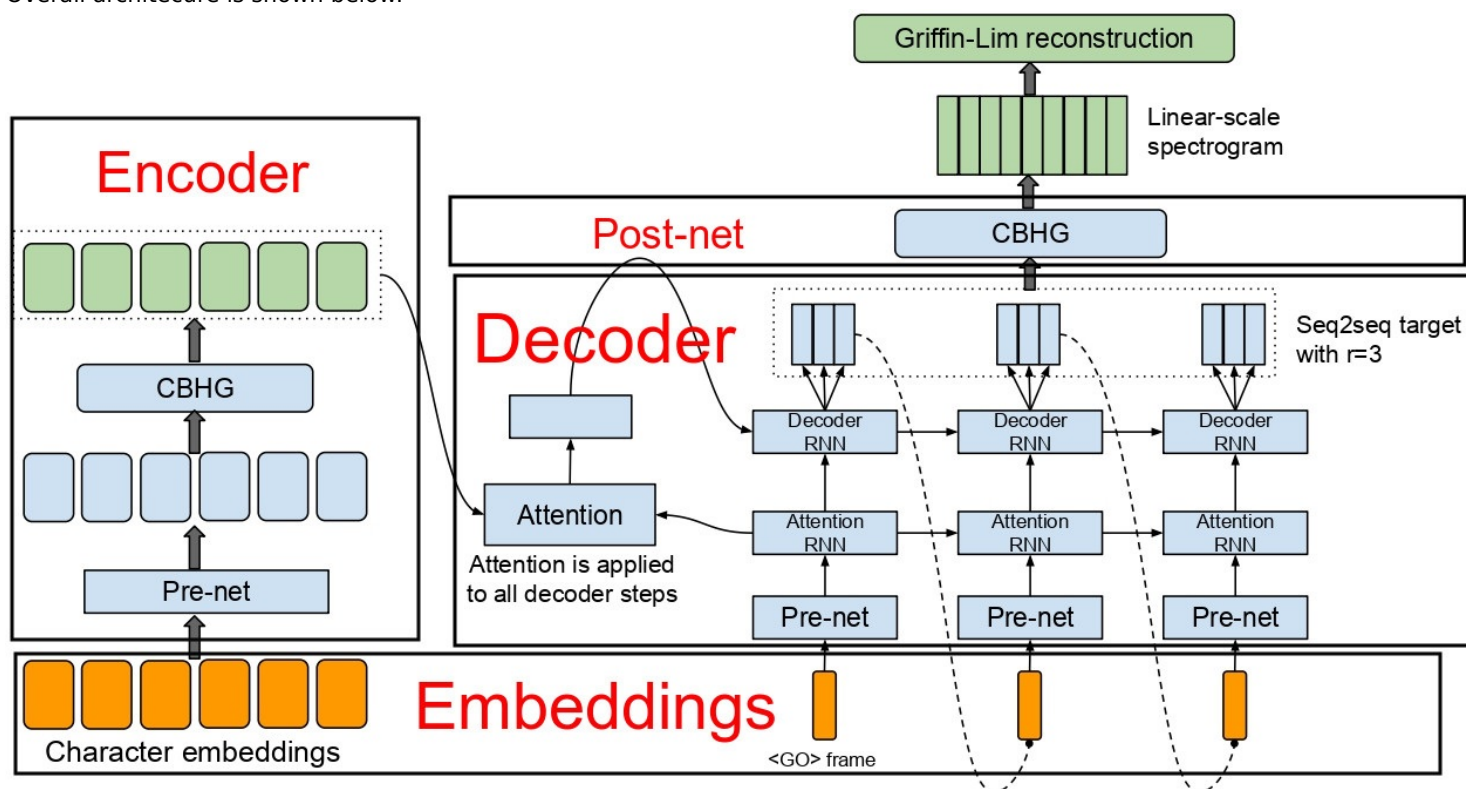 Overall architecure is shown below:
Griffin-Lim reconstruction
Linear-scale
spectrogram
Encoder
Post-net
CBHG
Decoder
Seq2seq target
with r=3
CBHG
Decoder
RNN
Decoder
RNN
Decoder
RNN
Attention
Attention
RNN
Attention
RNN
Attention
RNN
Attention is applied
to all decoder steps
Pre-net
Pre-net
Pre-net
Pre-net
Embeddings
Character embeddings
<GO> frame